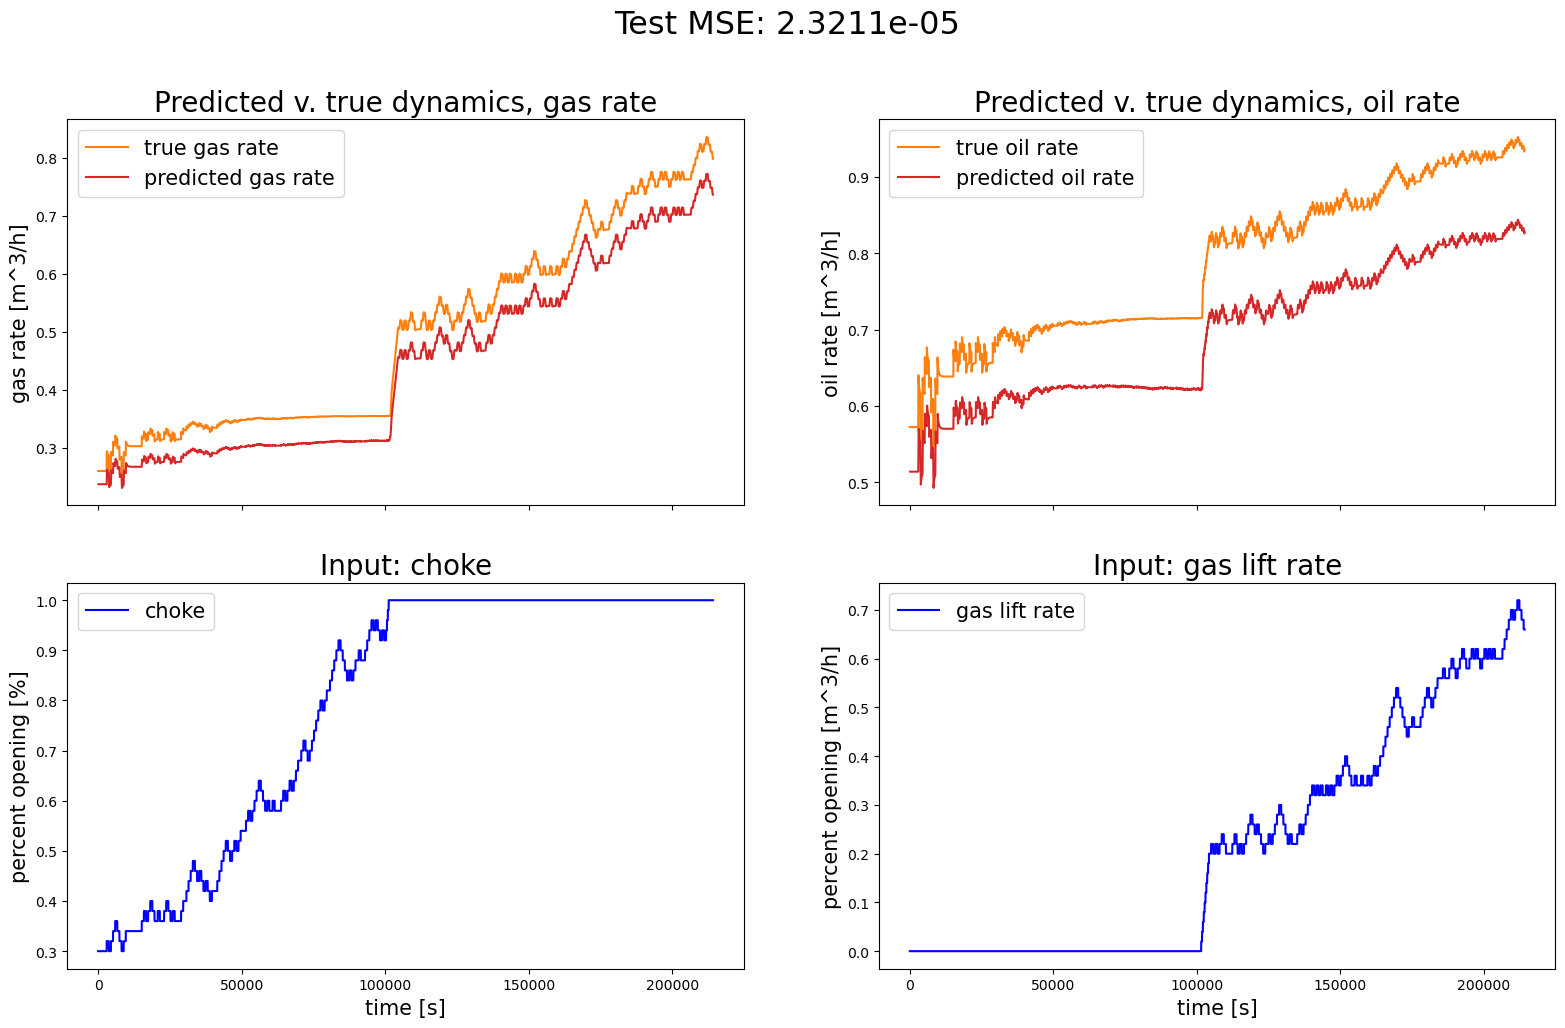 Test MSE: 2.3211e-05
Predicted v. true dynamics, gas rate
true gas rate
predicted gas rate
gas rate [m^3/h]
0.8
0.7
0.6
0.5
0.4
0.3
Predicted v. true dynamics, oil rate
true oil rate
predicted oil rate
oil rate [m^3/h]
0.9
0.8
0.7
0.6
0.5
Input: choke
choke
percent opening [%]
1.0
0.9
0.8
0.7
0.6
0.5
0.4
0.3
0 50000 100000 150000 200000
time [s]
Input: gas lift rate
gas lift rate
percent opening [m^3/h]
0.7
0.6
0.5
0.4
0.3
0.2
0.1
0.0
0 50000 100000 150000 200000
time [s]